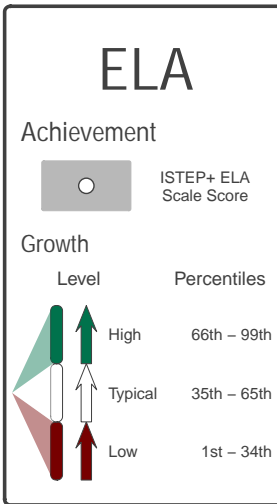 ELA
Achievement
ISTEP+ ELA
Scale Score
Growth
Level Percentiles
High 66th – 99th
Typical 35th – 65th
Low 1st – 34th